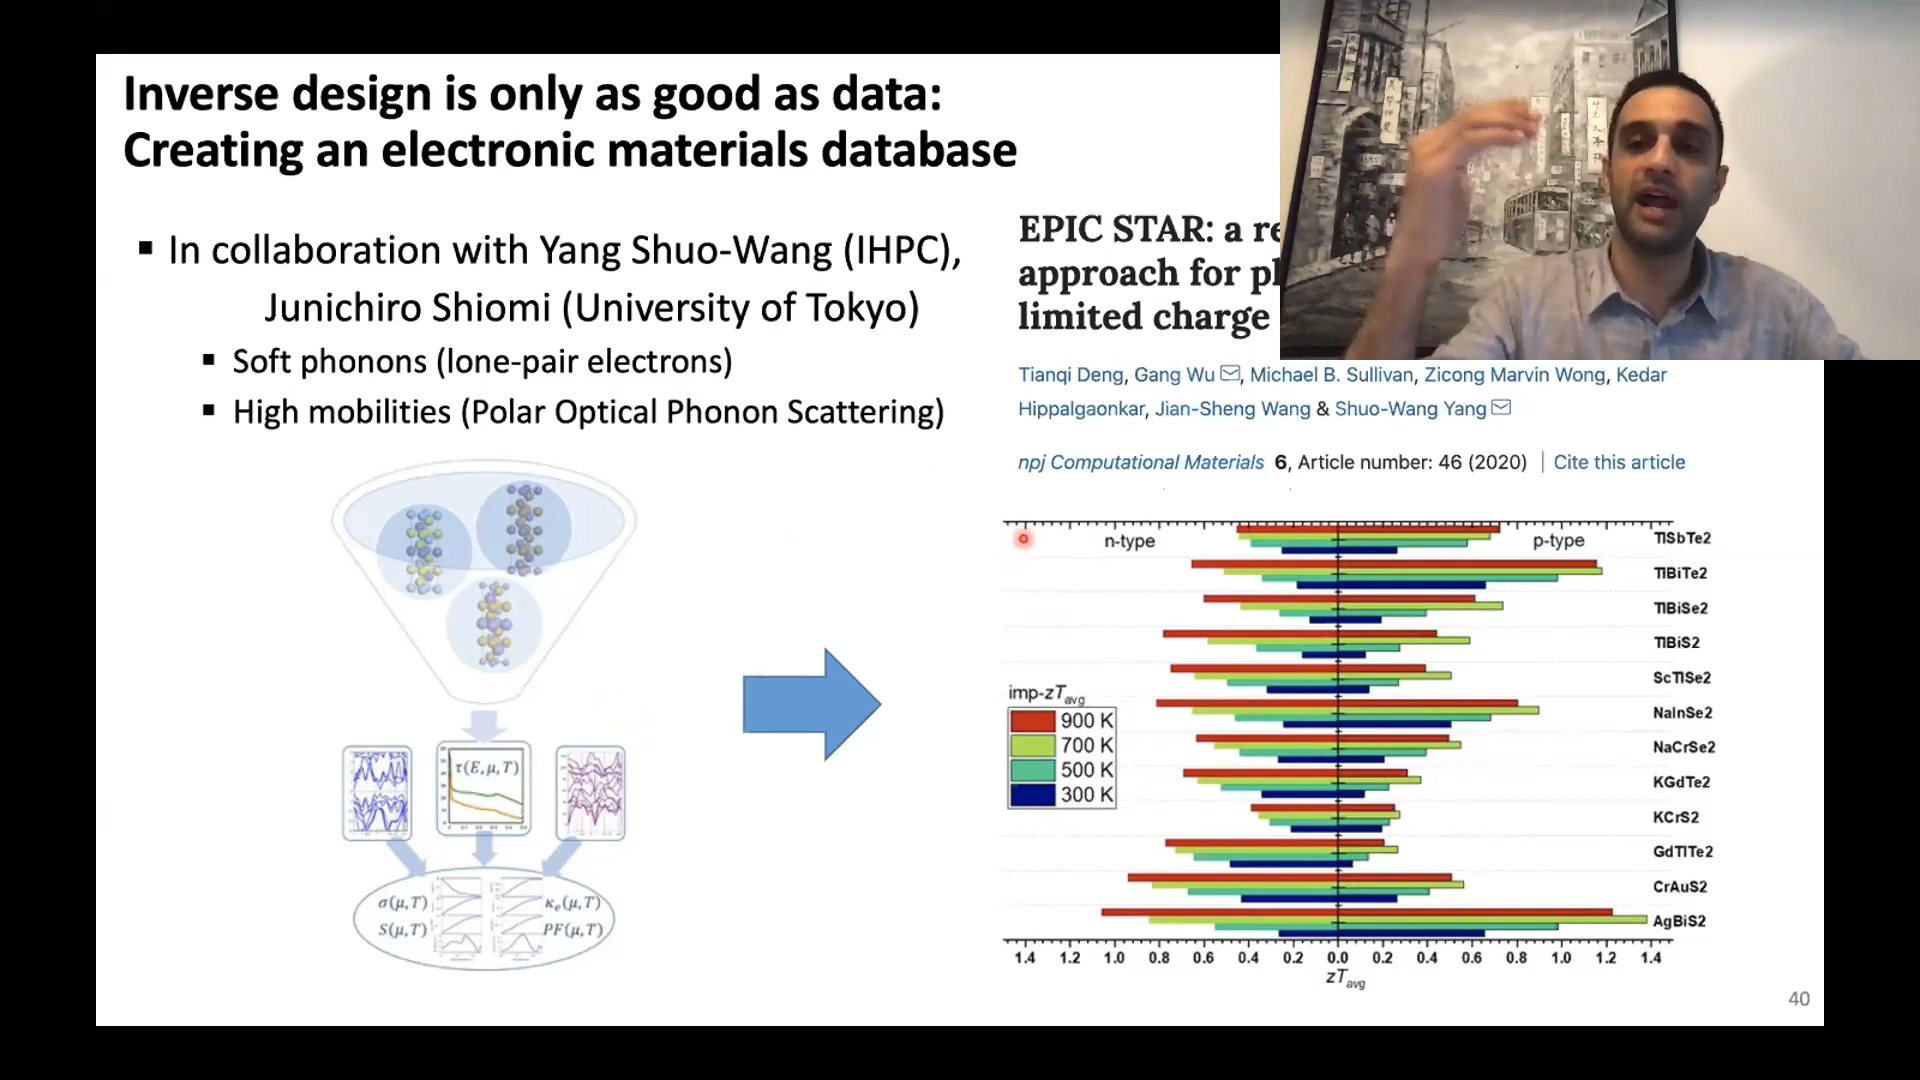 Inverse design is only as good as data:
Creating an electronic materials database
▪ In collaboration with Yang Shuo-Wang (IHPC),
Junichiro Shiomi (University of Tokyo)
▪ Soft phonons (lone-pair electrons)
▪ High mobilities (Polar Optical Phonon Scattering)
τ(E,μ,T)
σ(μ,T)
κe(μ,T)
S(μ,T)
PF(μ,T)
EPIC STAR: a re
approach for pl
limited charge
Tianqi Deng, Gang Wu, Michael B. Sullivan, Zicong Marvin Wong, Kedar
Hippalgaonkar, Jian-Sheng Wang & Shuo-Wang Yang
npj Computational Materials 6, Article number: 46 (2020) | Cite this article
n-type
p-type
TlSbTe2
TlBiTe2
TlBiSe2
TlBiS2
ScTlSe2
NaInSe2
NaCrSe2
KGdTe2
KCrS2
GdTlTe2
CrAuS2
AgBiS2
imp-zTavg
900 K
700 K
500 K
300 K
1.4 1.2 1.0 0.8 0.6 0.4 0.2 0.0 0.2 0.4 0.6 0.8 1.0 1.2 1.4
zTavg
40